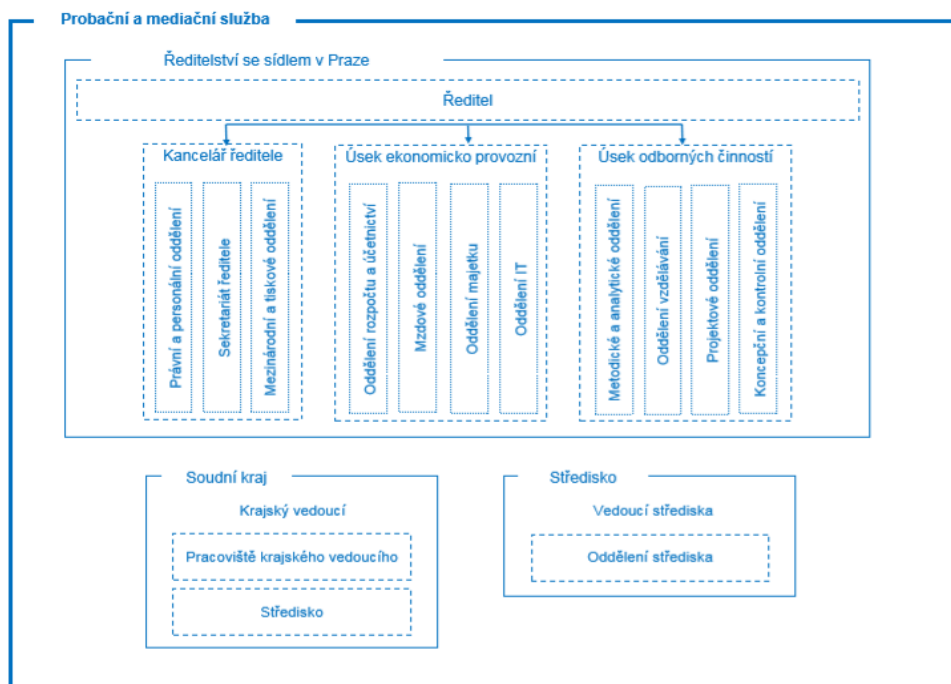 Probační a mediační služba
Ředitelství se sídlem v Praze
Ředitel
Kancelář ředitele
Právní a personální oddělení
Sekretariát ředitele
Mezinárodní a tiskové oddělení
Úsek ekonomicko provozní
Oddělení rozpočtu a účetnictví
Mzdové oddělení
Oddělení majetku
Oddělení IT
Úsek odborných činností
Metodické a analytické oddělení
Oddělení vzdělávání
Projektové oddělení
Koncepční a kontrolní oddělení
Soudní kraj
Krajský vedoucí
Pracoviště krajského vedoucího
Středisko
Středisko
Vedoucí střediska
Oddělení střediska